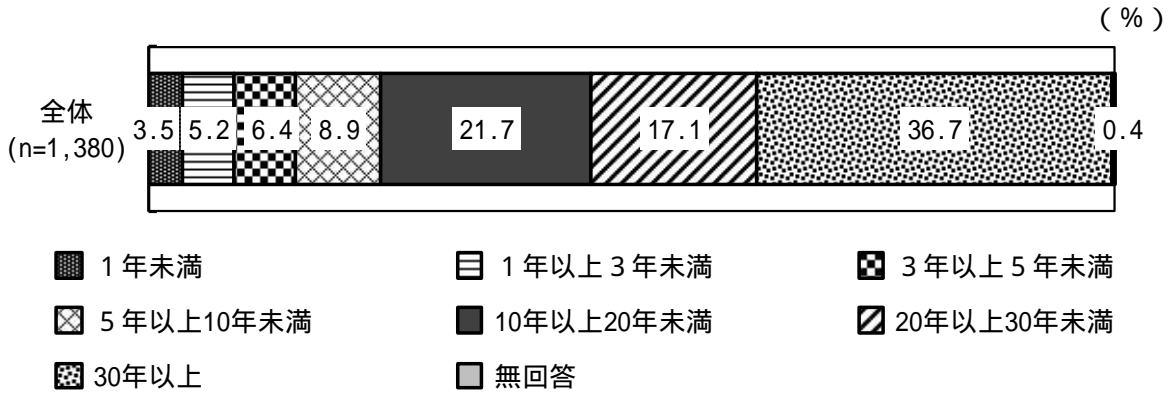 (％)
全体
(n=1,380)
3.5 5.2 6.4 8.9 21.7 17.1 36.7 0.4
1年未満 1年以上3年未満 3年以上5年未満
5年以上10年未満 10年以上20年未満 20年以上30年未満
30年以上 無回答